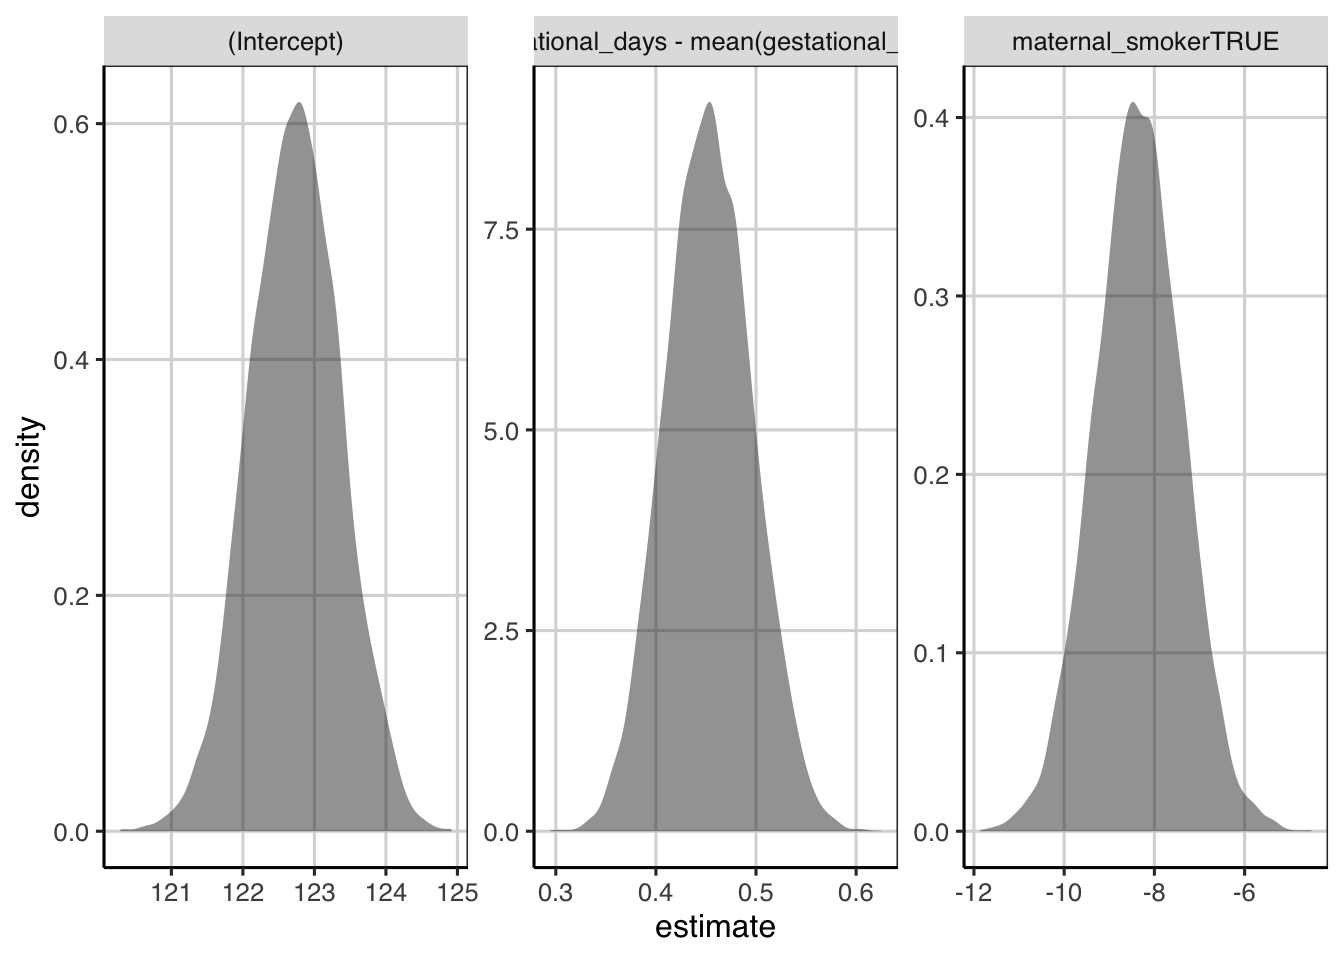 (Intercept)
ational_days - mean(gestational_
maternal_smokerTRUE
density
0.6
0.4
0.2
0.0
7.5
5.0
2.5
0.0
0.4
0.3
0.2
0.1
0.0
121 122 123 124 125
0.3 0.4 0.5 0.6
-12 -10 -8 -6
estimate